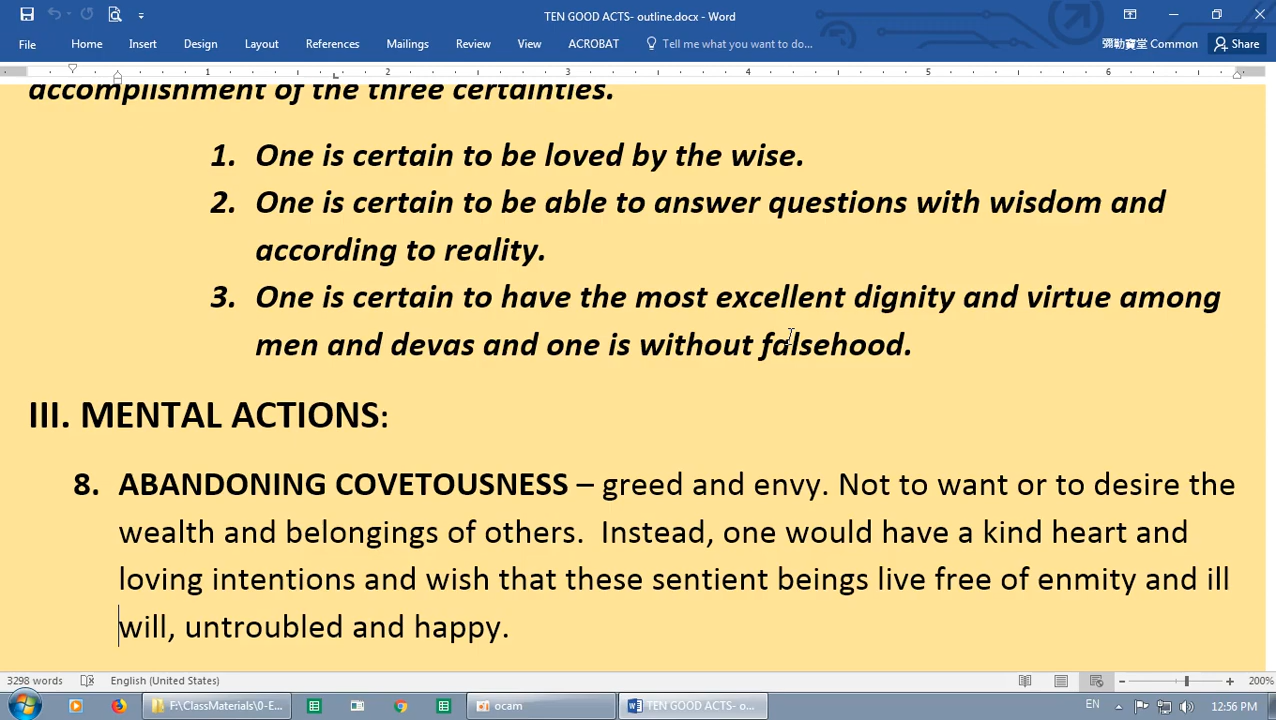 TEN GOOD ACTS- outline.docx - Word
File Home Insert Design Layout References Mailings Review View ACROBAT Tell me what you want to do... 彌勒寶堂 Common Share
1 2 3 4 5 6
accomplishment of the three certainties.
1. One is certain to be loved by the wise.
2. One is certain to be able to answer questions with wisdom and
according to reality.
3. One is certain to have the most excellent dignity and virtue among
men and devas and one is without falsehood.
III. MENTAL ACTIONS:
8. ABANDONING COVETOUSNESS – greed and envy. Not to want or to desire the
wealth and belongings of others.  Instead, one would have a kind heart and
loving intentions and wish that these sentient beings live free of enmity and ill
will, untroubled and happy.
3298 words English (United States) 200%
F:\ClassMaterials\0-E... ocam TEN GOOD ACTS- o... EN 12:56 PM